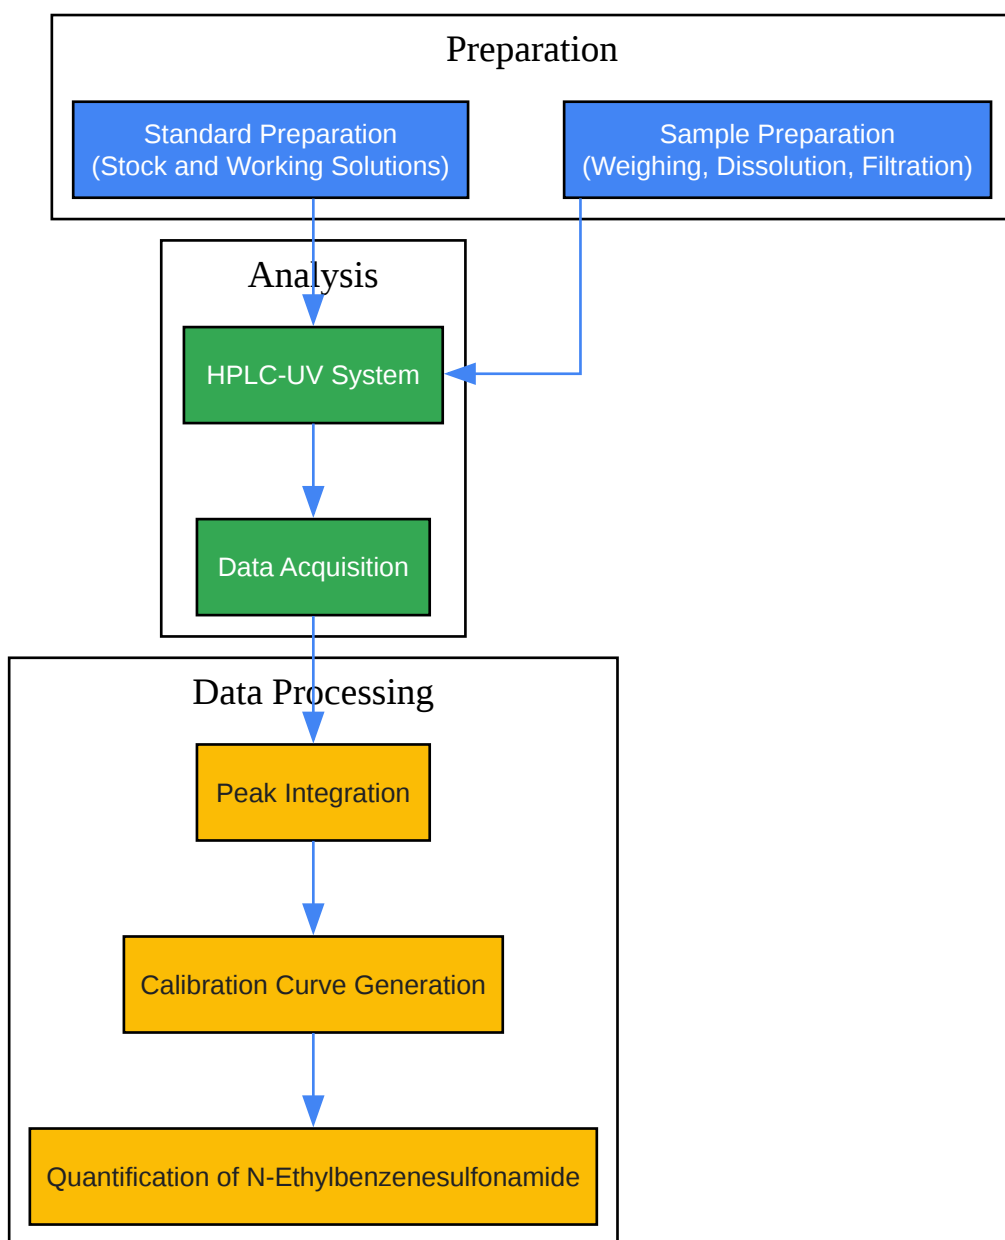 Preparation
Standard Preparation
(Stock and Working Solutions)
Sample Preparation
(Weighing, Dissolution, Filtration)
Analysis
HPLC-UV System
Data Acquisition
Data Processing
Peak Integration
Calibration Curve Generation
Quantification of N-Ethylbenzenesulfonamide